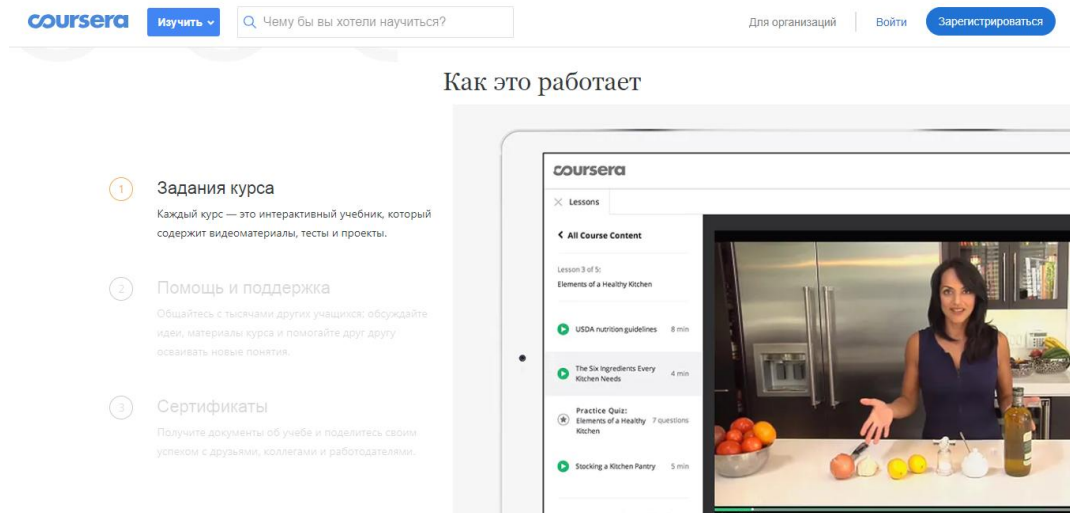 coursera
Изучить
Чему бы вы хотели научиться?
Для организаций
Войти
Зарегистрироваться
Как это работает
1
Задания курса
Каждый курс — это интерактивный учебник, который
содержит видеоматериалы, тесты и проекты.
2
Помощь и поддержка
Общайтесь с тысячами других учащихся; обсуждайте
идеи, материалы курса и помогайте друг другу
осваивать новые понятия.
3
Сертификаты
Получите документы об учебе и поделитесь своим
успехом с друзьями, коллегами и работодателями.
coursera
Lessons
All Course Content
Lesson 3 of 5:
Elements of a Healthy Kitchen
USDA nutrition guidelines 8 min
The Six Ingredients Every
Kitchen Needs 4 min
Practice Quiz:
Elements of a Healthy 7 questions
Kitchen
Stocking a Kitchen Pantry 5 min